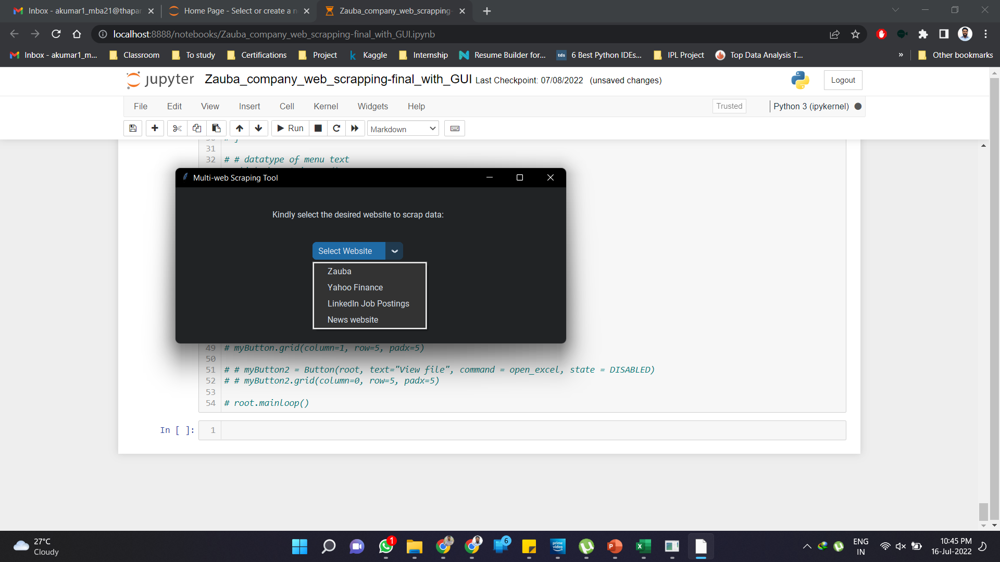 Inbox - akumar1_mba21@thapar
Home Page - Select or create a n
Zauba_company_web_scrapping-
localhost:8888/notebooks/Zauba_company_web_scrapping-final_with_GUI.ipynb
Inbox - akumar1_m...
Classroom
To study
Certifications
Project
Kaggle
Internship
Resume Builder for...
6 Best Python IDEs...
IPL Project
Top Data Analysis T...
»
Other bookmarks
jupyter
Zauba_company_web_scrapping-final_with_GUI Last Checkpoint: 07/08/2022 (unsaved changes)
Logout
File Edit View Insert Cell Kernel Widgets Help
Trusted
Python 3 (ipykernel)
Run
Markdown
31
32 # # datatype of menu text
Multi-web Scraping Tool
Kindly select the desired website to scrap data:
Select Website
Zauba
Yahoo Finance
LinkedIn Job Postings
News website
49 # myButton.grid(column=1, row=5, padx=5)
50
51 # # myButton2 = Button(root, text="View file", command = open_excel, state = DISABLED)
52 # # myButton2.grid(column=0, row=5, padx=5)
53
54 # root.mainloop()
In [ ]: 1
27°C
Cloudy
1
6
prime video
ENG
IN
10:45 PM
16-Jul-2022